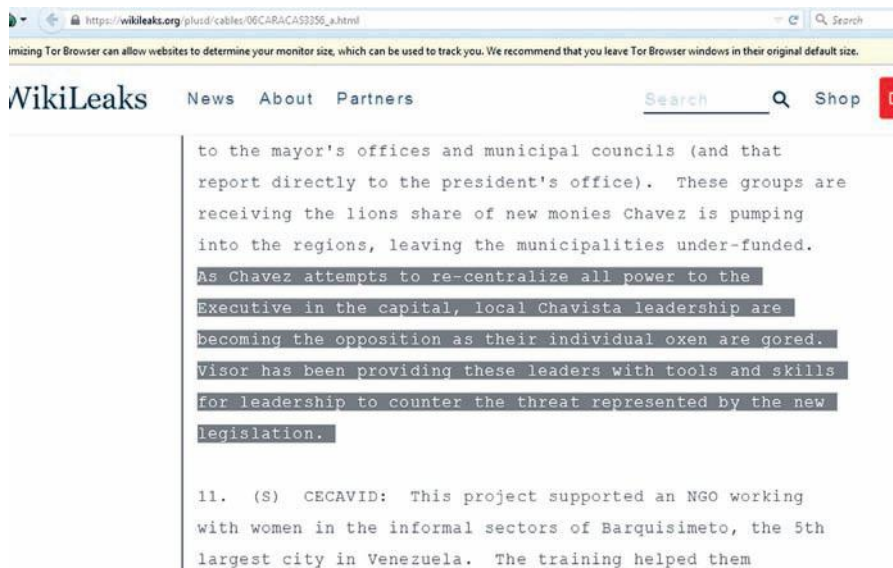 https://wikileaks.org/plusd/cables/06CARACAS3356_a.html
Search
imizing Tor Browser can allow websites to determine your monitor size, which can be used to track you. We recommend that you leave Tor Browser windows in their original default size.
WikiLeaks News About Partners Search Shop
to the mayor's offices and municipal councils (and that
report directly to the president's office). These groups are
receiving the lions share of new monies Chavez is pumping
into the regions, leaving the municipalities under-funded.
As Chavez attempts to re-centralize all power to the
Executive in the capital, local Chavista leadership are
becoming the opposition as their individual oxen are gored.
Visor has been providing these leaders with tools and skills
for leadership to counter the threat represented by the new
legislation.
11. (S) CECAVID: This project supported an NGO working
with women in the informal sectors of Barquisimeto, the 5th
largest city in Venezuela. The training helped them